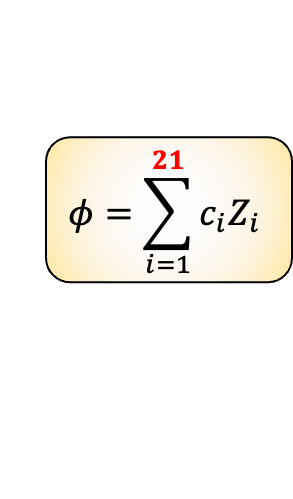 21
ϕ = ∑ cᵢZᵢ
i=1